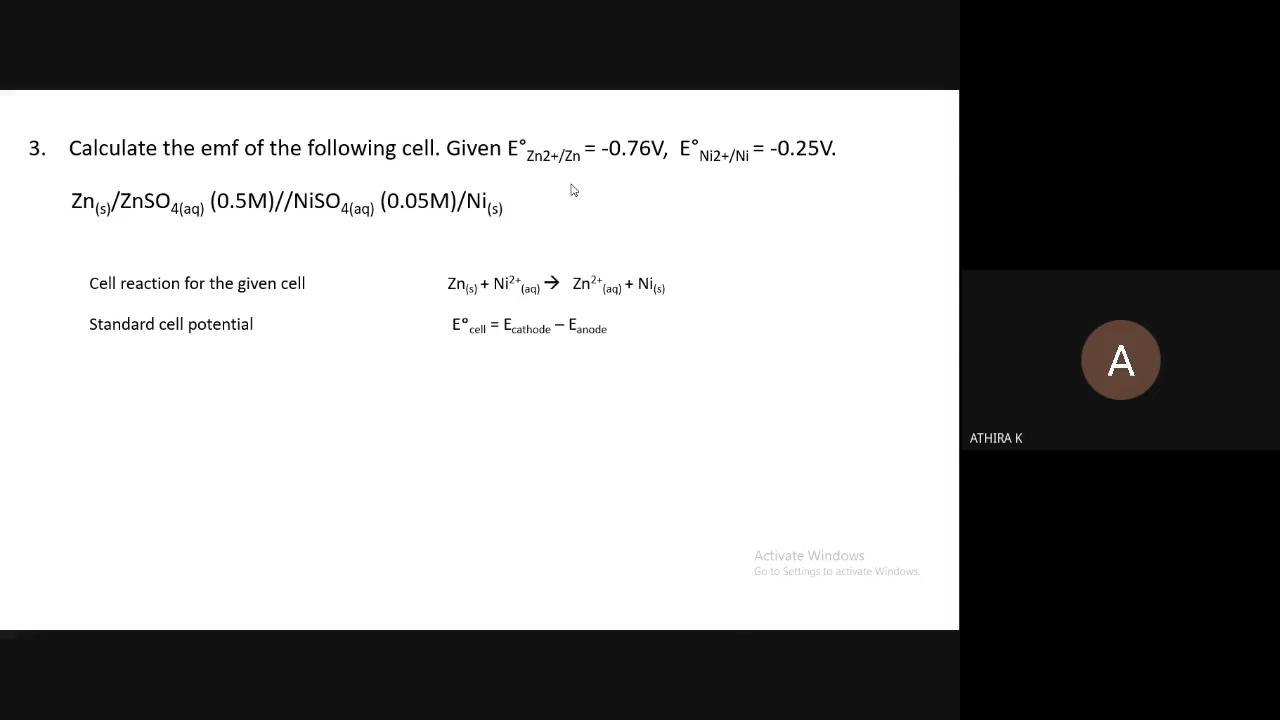 3. Calculate the emf of the following cell. Given E°Zn2+/Zn = -0.76V, E°Ni2+/Ni = -0.25V.
Zn(s)/ZnSO4(aq) (0.5M)//NiSO4(aq) (0.05M)/Ni(s)
Cell reaction for the given cell Zn(s) + Ni2+(aq) → Zn2+(aq) + Ni(s)
Standard cell potential E°cell = Ecathode – Eanode
A
ATHIRA K
Activate Windows
Go to Settings to activate Windows.